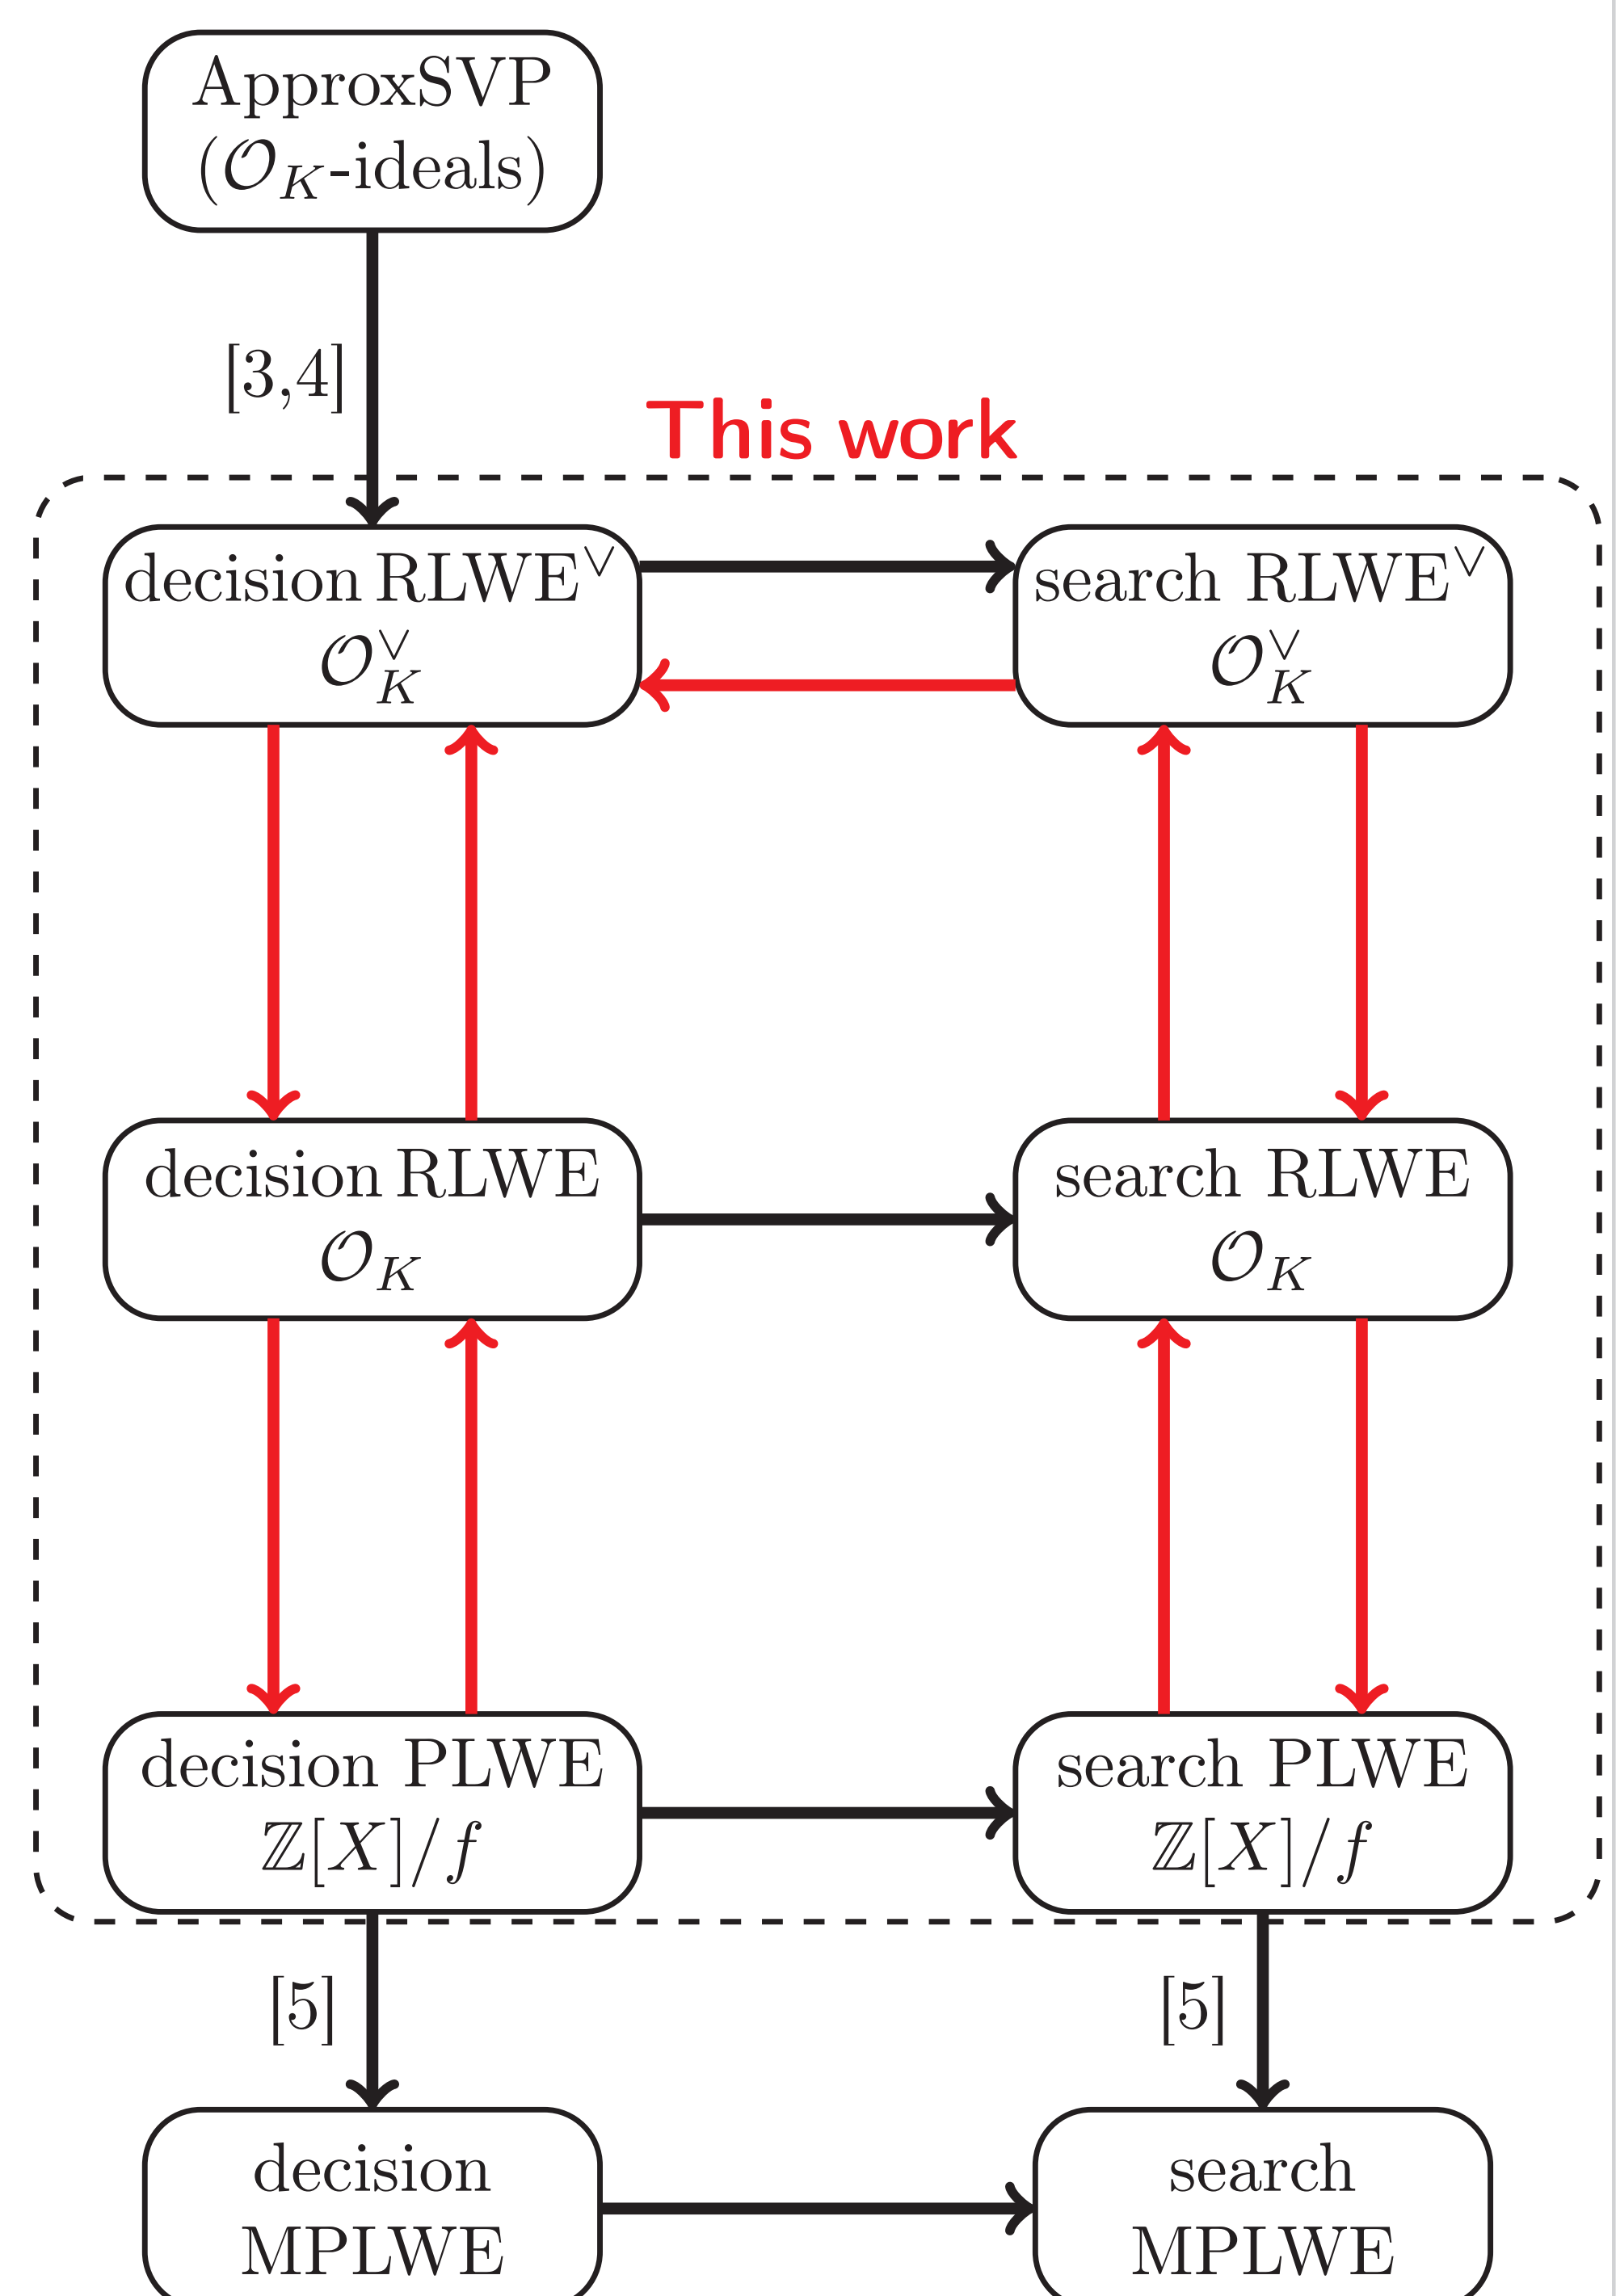 ApproxSVP
(𝒪_K-ideals)
[3,4]
This work
decision RLWE^∨
𝒪_K^∨
search RLWE^∨
𝒪_K^∨
decision RLWE
𝒪_K
search RLWE
𝒪_K
decision PLWE
ℤ[X]/f
search PLWE
ℤ[X]/f
[5]
[5]
decision
MPLWE
search
MPLWE